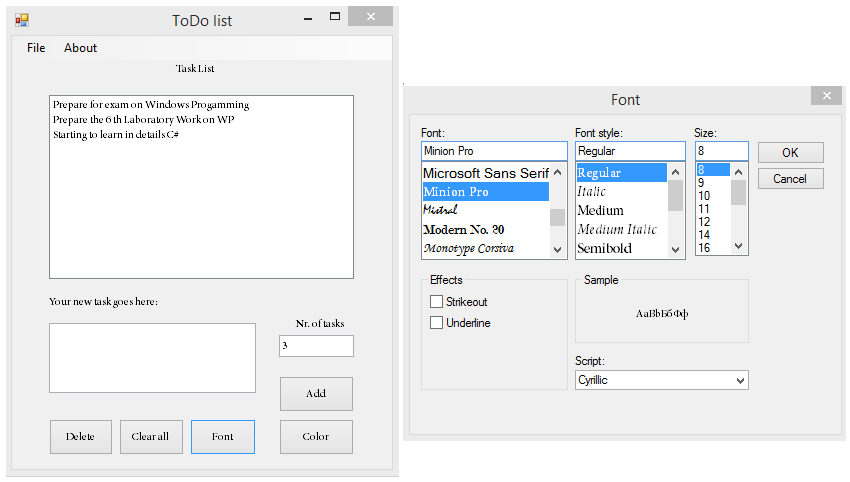 ToDo list
File About
Task List
Prepare for exam on Windows Progamming
Prepare the 6 th Laboratory Work on WP
Starting to learn in details C#
Your new task goes here:
Nr. of tasks
3
Add
Delete Clear all Font Color
Font
Font: Font style: Size:
Minion Pro Regular 8 OK
Microsoft Sans Serif Regular 8 Cancel
Minion Pro Italic 9
Mistral Medium 10
Modern No. 20 Medium Italic 11
Monotype Corsiva Semibold 12
14
16
Effects Sample
Strikeout
Underline
AaBbБбФф
Script:
Cyrillic